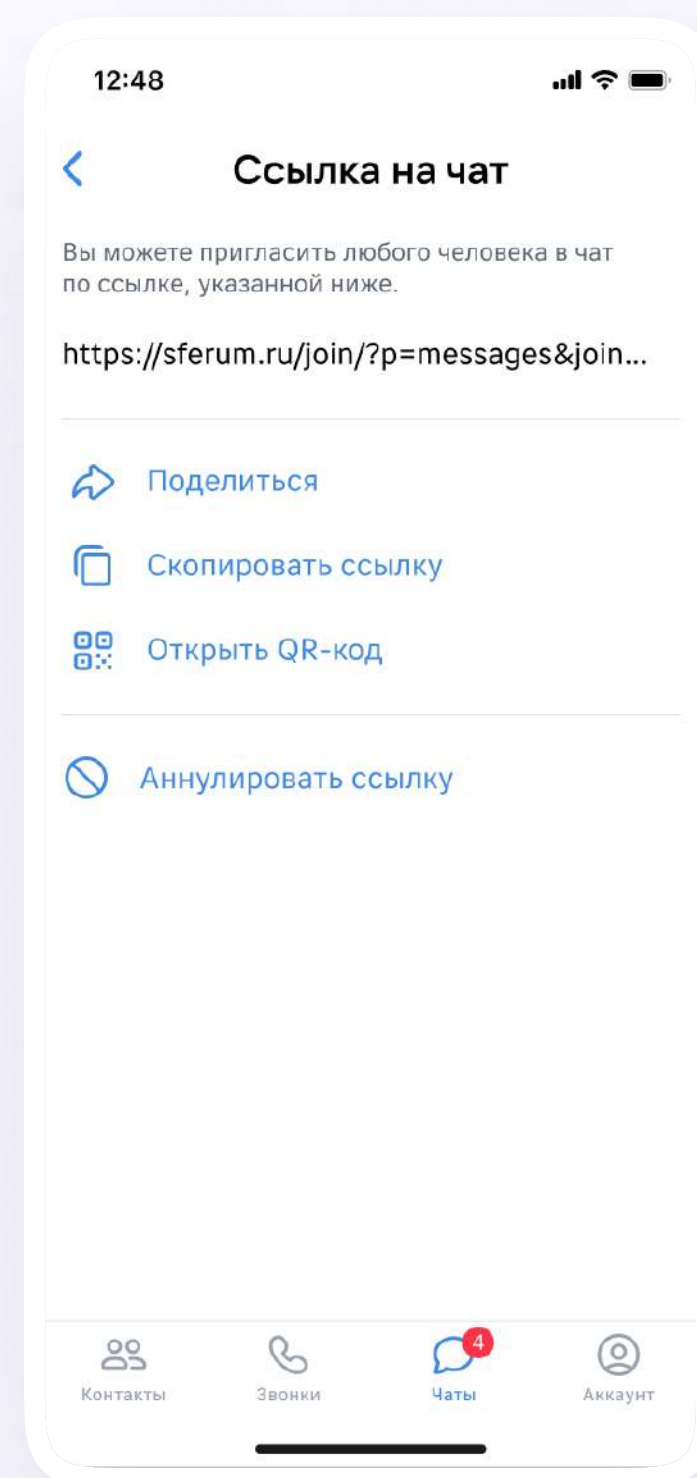 12:48
Ссылка на чат
Вы можете пригласить любого человека в чат
по ссылке, указанной ниже.
https://sferum.ru/join/?p=messages&join...
Поделиться
Скопировать ссылку
Открыть QR-код
Аннулировать ссылку
4
Контакты
Звонки
Чаты
Аккаунт